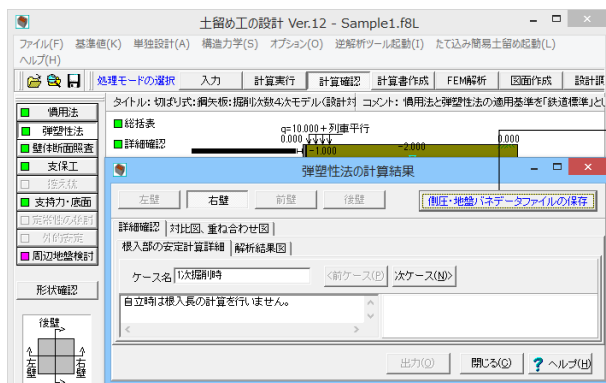 土留め工の設計 Ver.12 - Sample1.f8L
ファイル(F) 基準値(K) 単独設計(A) 構造力学(S) オプション(O) 逆解析ツール起動(I) たて込み簡易土留め起動(L)
ヘルプ(H)
処理モードの選択 入力 計算実行 計算確認 計算書作成 FEM解析 図面作成
タイトル: 切ばり式:鋼矢板:掘削次数4次モデル(設計対 コメント: 慣用法と弾塑性法の適用基準を「鉄道標準」とし
慣用法
弾塑性法
壁体断面照査
支保工
控え杭
支持力・底面
周辺地盤検討
形状確認
後壁
左壁
右壁
総括表
詳細確認
q=10.000+列車平行
0.000
-1.000
-2.000
0.000
弾塑性法の計算結果
左壁 右壁 前壁 後壁 側圧・地盤バネデータファイルの保存
詳細確認 対比図、重ね合わせ図
根入部の安定計算詳細 解析結果図
ケース名 1次掘削時 <前ケース(P) 次ケース(N)>
自立時は根入長の計算を行いません。
出力(O) 閉じる(C) ? ヘルプ(H)